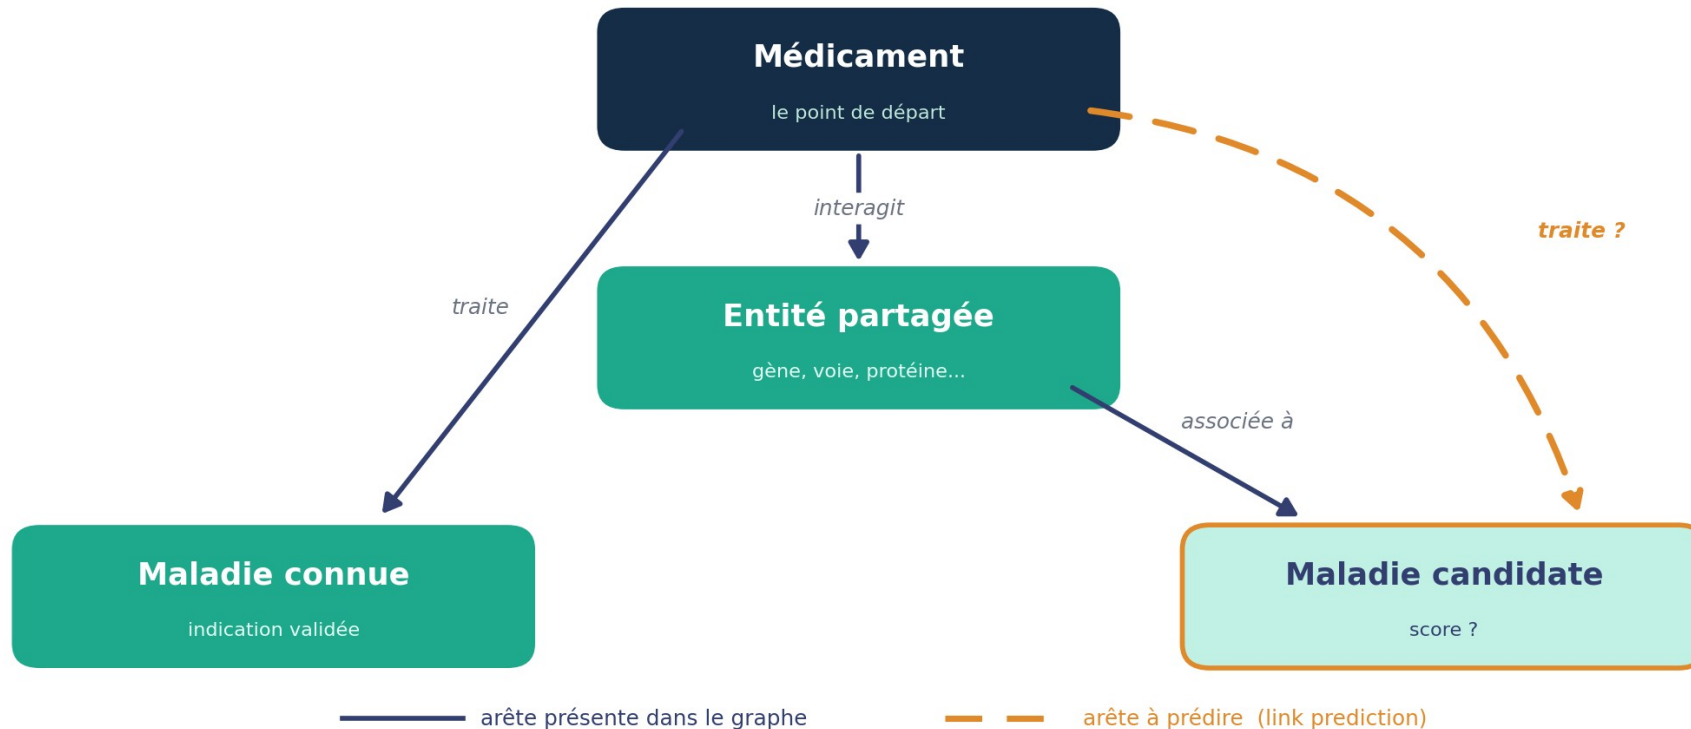 Médicament
le point de départ
interagit
traite ?
traite
Entité partagée
gène, voie, protéine...
associée à
Maladie connue
indication validée
Maladie candidate
score ?
arête présente dans le graphe
arête à prédire (link prediction)